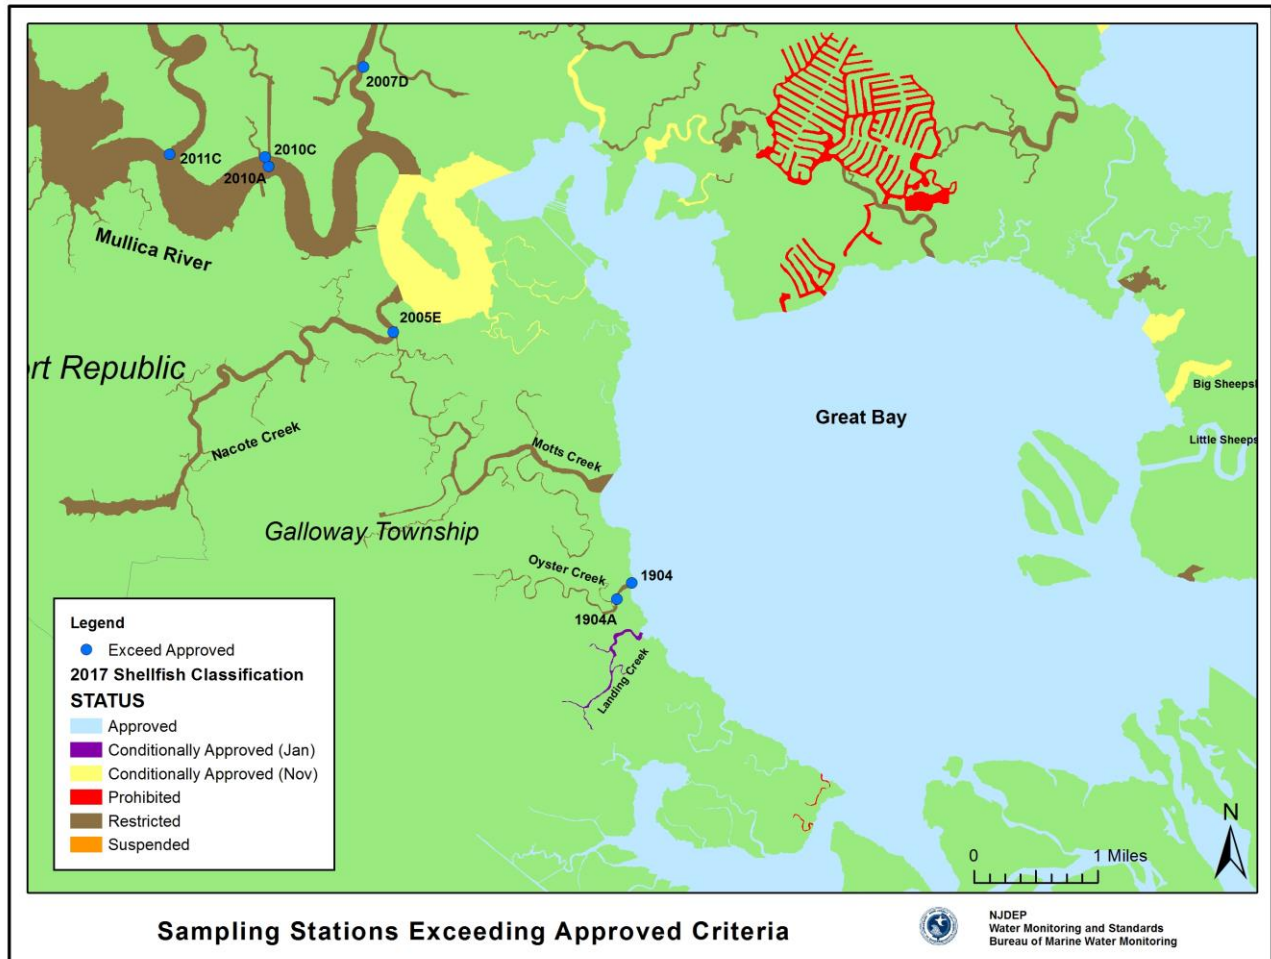 2007D
2011C
2010C
2010A
Mullica River
2005E
ort Republic
Nacote Creek
Motts Creek
Galloway Township
Great Bay
Big Sheeps
Little Sheeps
Oyster Creek
1904
1904A
Landing Creek
Legend
Exceed Approved
2017 Shellfish Classification
STATUS
Approved
Conditionally Approved (Jan)
Conditionally Approved (Nov)
Prohibited
Restricted
Suspended
N
0 1 Miles
Sampling Stations Exceeding Approved Criteria
NJDEP
Water Monitoring and Standards
Bureau of Marine Water Monitoring